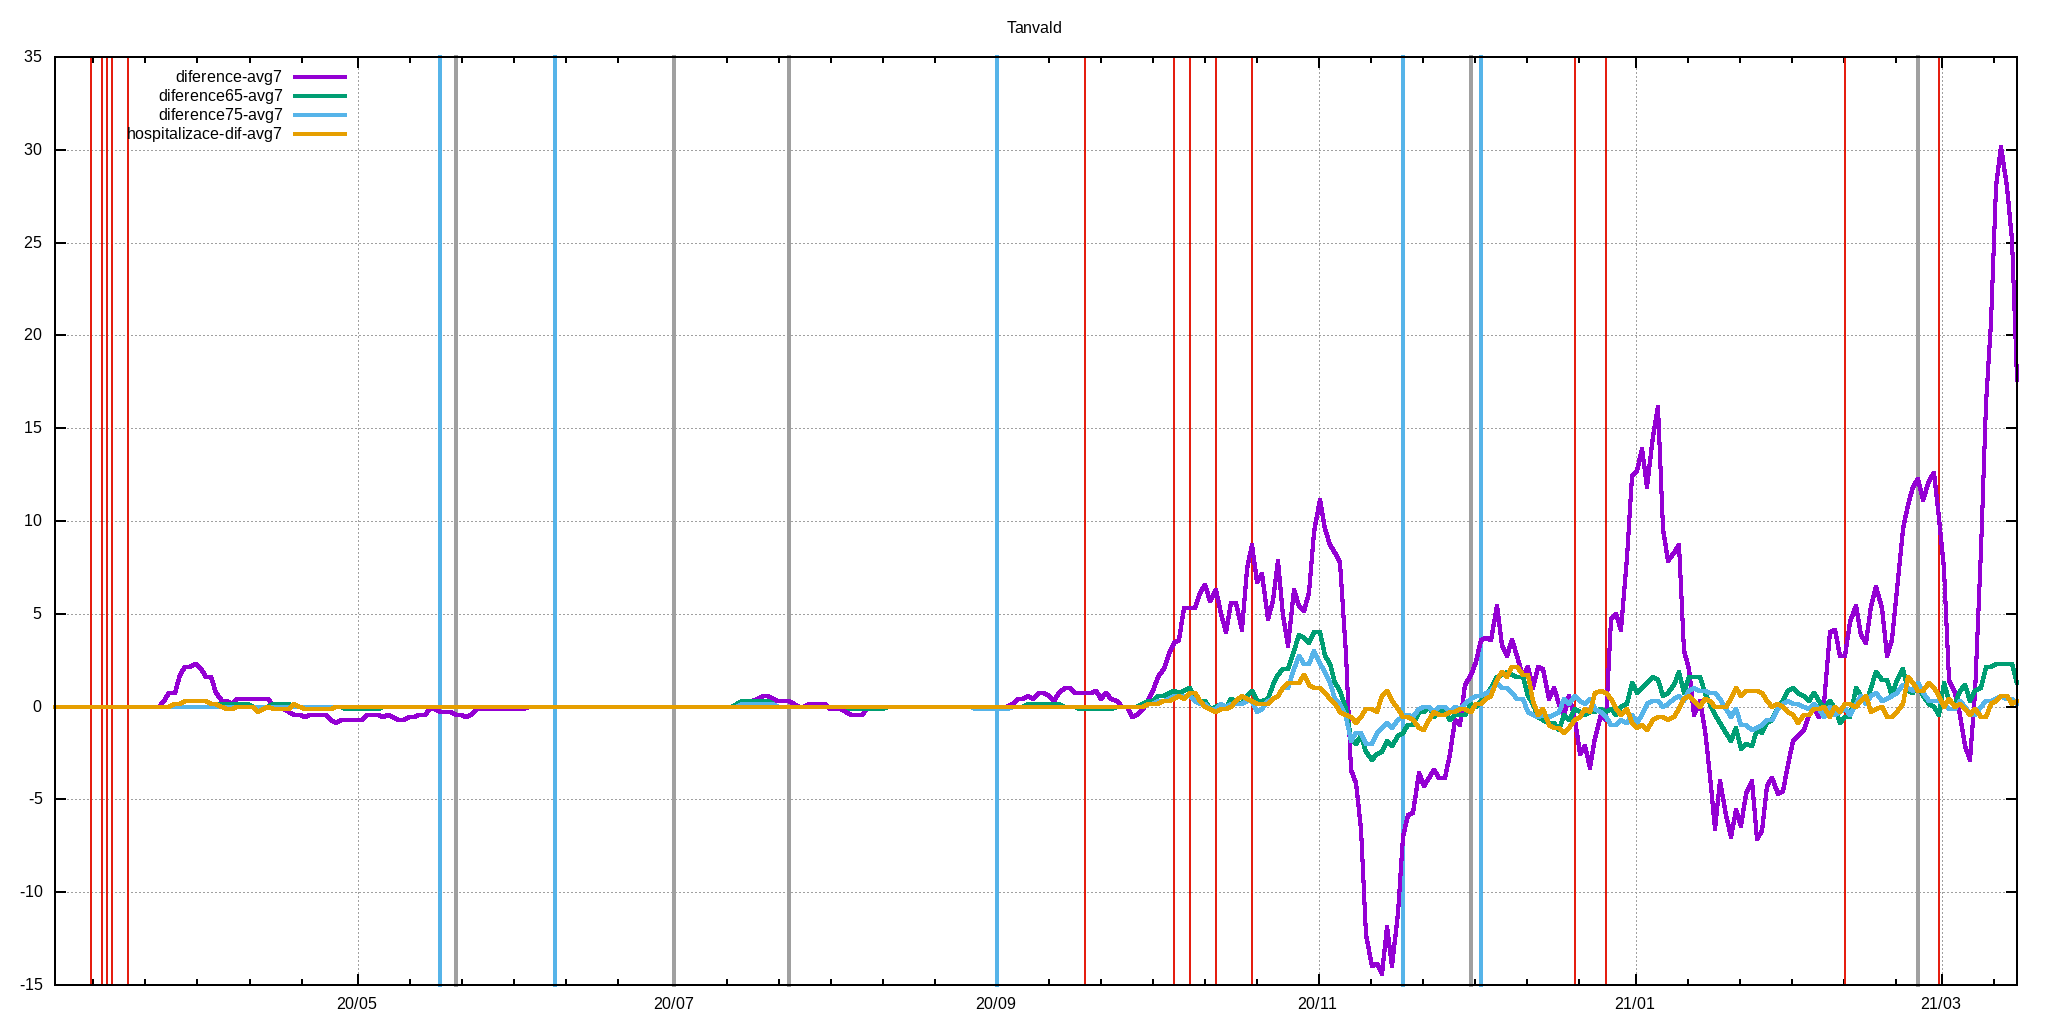 Tanvald
35
diference-avg7
diference65-avg7
diference75-avg7
hospitalizace-dif-avg7
30
25
20
15
10
5
0
-5
-10
-15
20/05 20/07 20/09 20/11 21/01 21/03